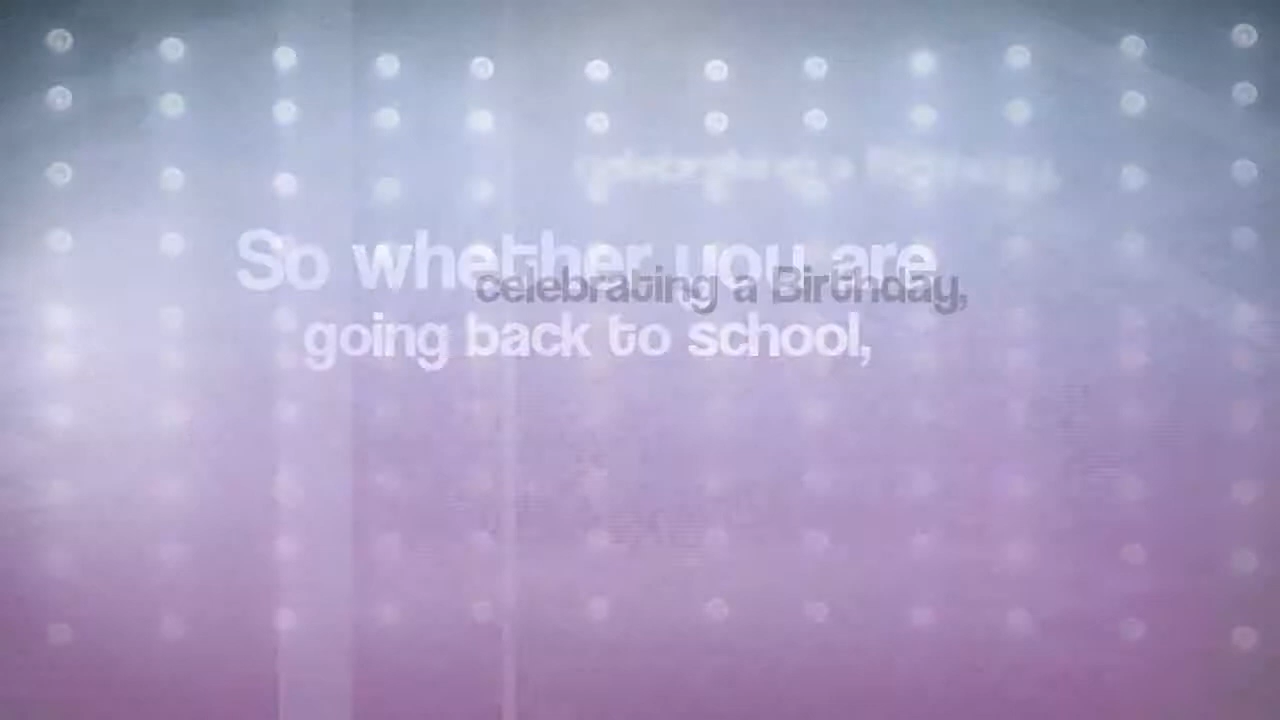 So whether you are
celebrating a Birthday,
going back to school,